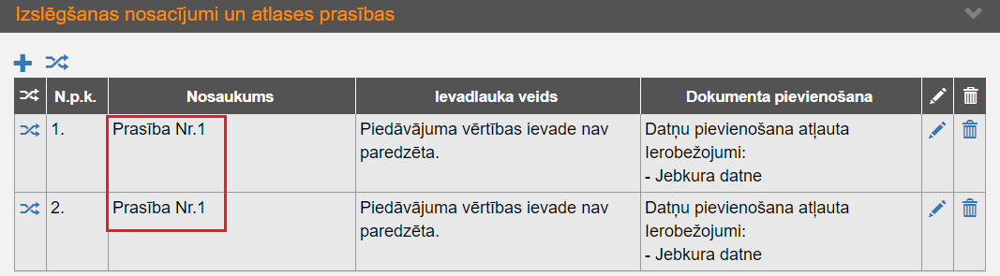 Izslēgšanas nosacījumi un atlases prasības
N.p.k. Nosaukums Ievadlauka veids Dokumenta pievienošana
1. Prasība Nr.1 Piedāvājuma vērtības ievade nav Datņu pievienošana atļauta
paredzēta. Ierobežojumi:
- Jebkura datne
2. Prasība Nr.1 Piedāvājuma vērtības ievade nav Datņu pievienošana atļauta
paredzēta. Ierobežojumi:
- Jebkura datne